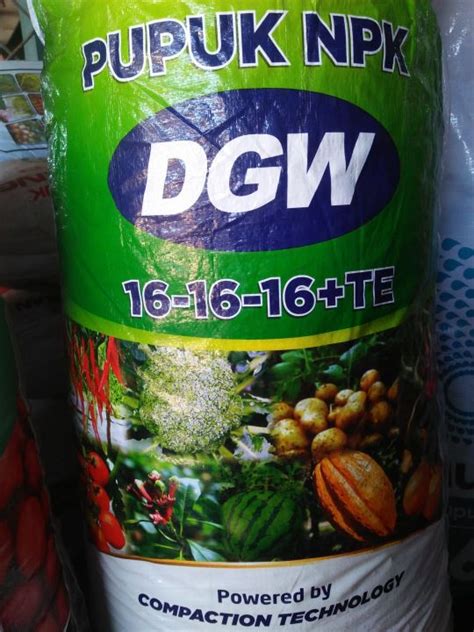 PUPUK NPK
DGW
16-16-16+TE
Powered by
COMPACTION TECHNOLOGY